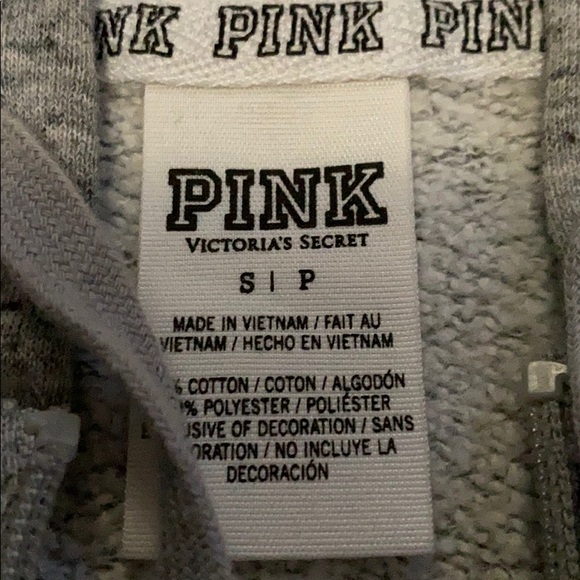 PINK PIN
PINK
VICTORIA'S SECRET
S | P
MADE IN VIETNAM / FAIT AU
VIETNAM / HECHO EN VIETNAM
% COTTON / COTON / ALGODÓN
% POLYESTER / POLIÉSTER
OF DECORATION / SANS
/ NO INCLUYE LA
DECORACIÓN